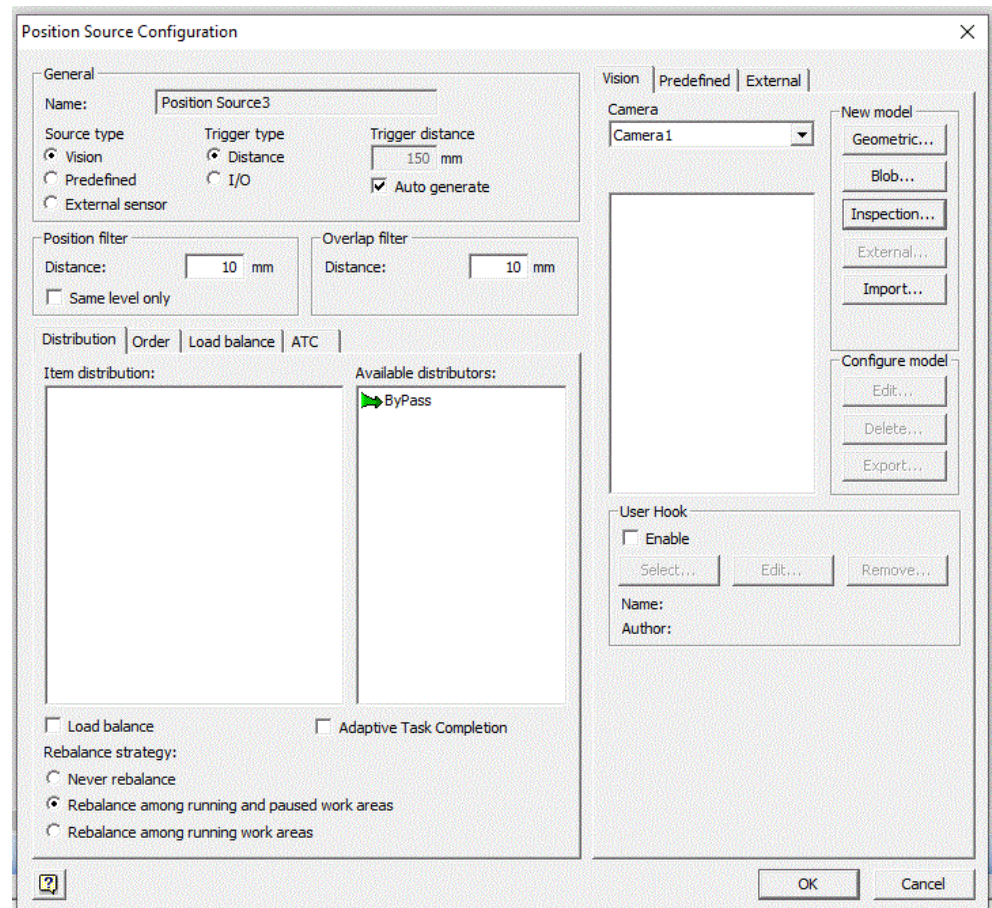 Position Source Configuration
General
Name: Position Source3
Source type Trigger type Trigger distance
Vision Distance 150 mm
Predefined I/O Auto generate
External sensor
Position filter Overlap filter
Distance: 10 mm Distance: 10 mm
Same level only
Distribution Order Load balance ATC
Item distribution: Available distributors:
ByPass
Load balance Adaptive Task Completion
Rebalance strategy:
Never rebalance
Rebalance among running and paused work areas
Rebalance among running work areas
Vision Predefined External
Camera
Camera1
New model
Geometric...
Blob...
Inspection...
External...
Import...
Configure model
Edit...
Delete...
Export...
User Hook
Enable
Select... Edit... Remove...
Name:
Author:
?
OK Cancel